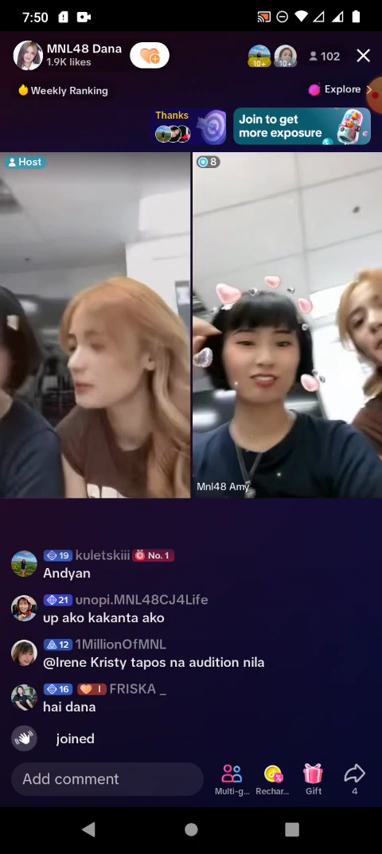 7:50
MNL48 Dana
1.9K likes
10+
10+
102
Weekly Ranking
Explore
Thanks
Join to get
more exposure
Host
8
Mnl48 Amy
19 kuletskiii No. 1
Andyan
21 unopi.MNL48CJ4Life
up ako kakanta ako
12 1MillionOfMNL
@Irene Kristy tapos na audition nila
16 I FRISKA _
hai dana
joined
Add comment
Multi-g...
Rechar...
Gift
4